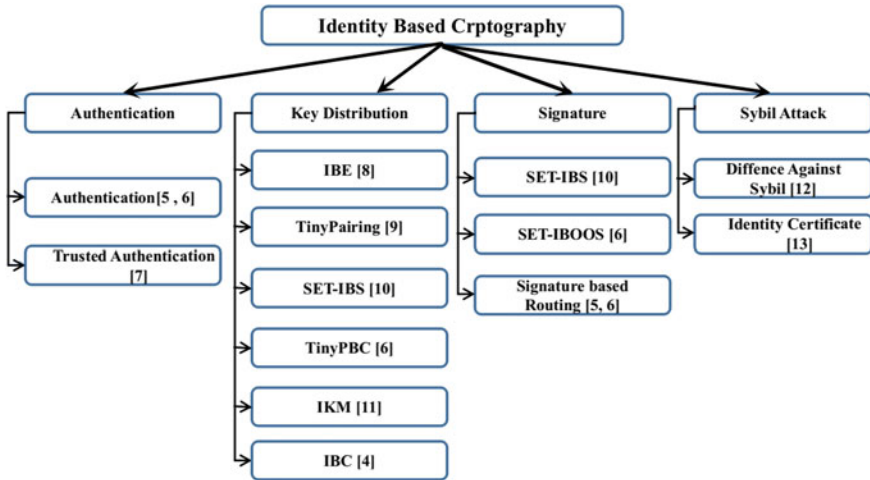 Identity Based Crptography
Authentication
Key Distribution
Signature
Sybil Attack
Authentication[5 , 6]
Trusted Authentication
[7]
IBE [8]
TinyPairing [9]
SET-IBS [10]
TinyPBC [6]
IKM [11]
IBC [4]
SET-IBS [10]
SET-IBOOS [6]
Signature based
Routing [5, 6]
Diffence Against
Sybil [12]
Identity Certificate
[13]